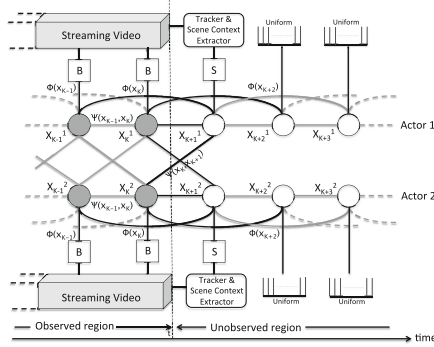 Streaming Video
Tracker &
Scene Context
Extractor
Uniform
Uniform
B
B
S
Φ(x_{K-1})
Φ(x_K)
Φ(x_{K+2})
Ψ(x_{K-1},x_K)
X_{K-1}^1
X_K^1
X_{K+1}^1
X_{K+2}^1
X_{K+3}^1
Actor 1
Ψ(x_K,x_{K+1})
X_{K-1}^2
X_K^2
X_{K+1}^2
X_{K+2}^2
X_{K+3}^2
Actor 2
Ψ(x_{K-1},x_K)
Φ(x_{K-1})
Φ(x_K)
Φ(x_{K+2})
B
B
S
Streaming Video
Tracker &
Scene Context
Extractor
Uniform
Uniform
Observed region
t
Unobserved region
time